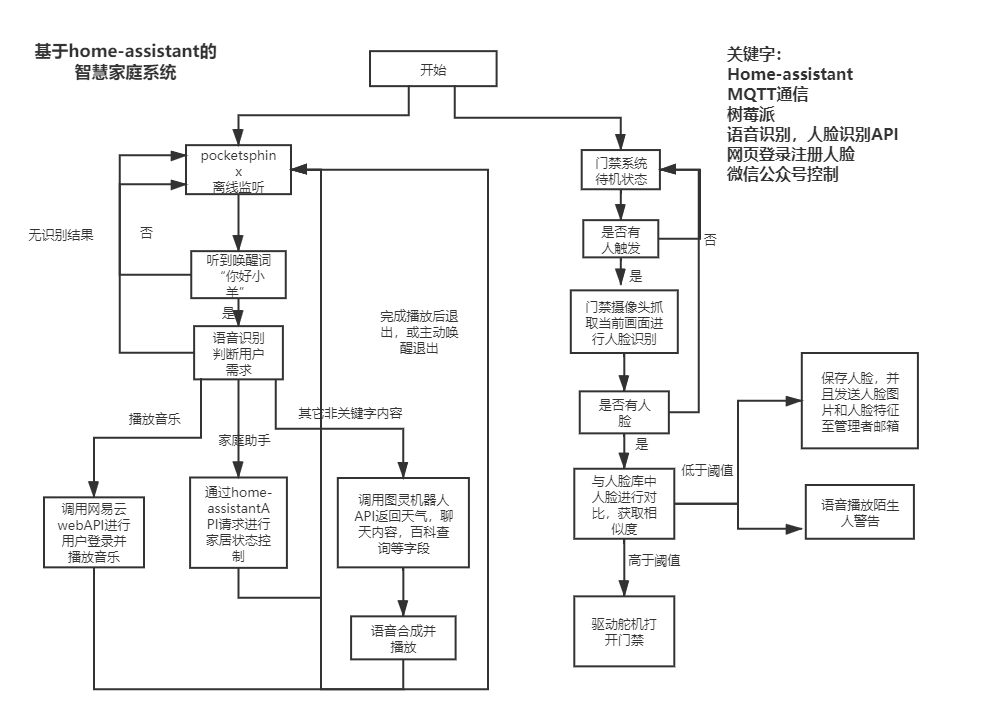 基于home-assistant的
智慧家庭系统
关键字：
Home-assistant
MQTT通信
树莓派
语音识别，人脸识别API
网页登录注册人脸
微信公众号控制
开始
pocketsphin
x
离线监听
无识别结果
否
听到唤醒词
“你好小
羊”
是
语音识别
判断用户
需求
完成播放后退
出，或主动唤
醒退出
播放音乐
家庭助手
其它非关键字内容
调用网易云
webAPI进行
用户登录并
播放音乐
通过home-
assistantA
PI请求进行
家居状态控
制
调用图灵机器人
API返回天气，聊
天内容，百科查
询等字段
语音合成并
播放
门禁系统
待机状态
是否有
人触发
否
是
门禁摄像头抓
取当前画面进
行人脸识别
是否有人
脸
是
与人脸库中
人脸进行对
比，获取相
似度
低于阈值
保存人脸，并
且发送人脸图
片和人脸特征
至管理者邮箱
语音播放陌生
人警告
高于阈值
驱动舵机打
开门禁